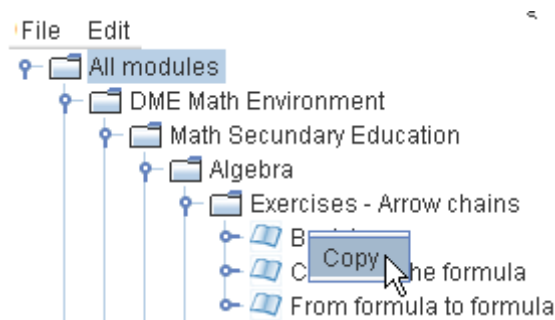 File Edit
All modules
DME Math Environment
Math Secundary Education
Algebra
Exercises - Arrow chains
B
Copy
C he formula
From formula to formula